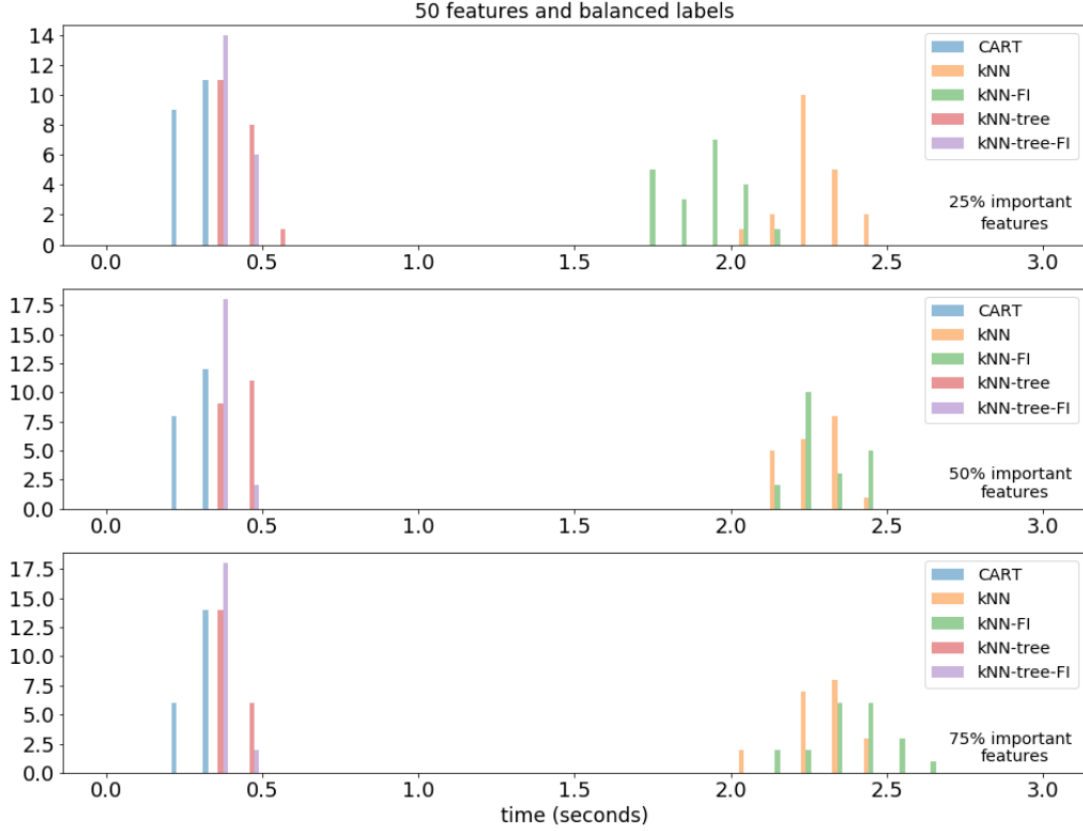 50 features and balanced labels
14
12
10
8
6
4
2
0
CART
kNN
kNN-FI
kNN-tree
kNN-tree-FI
25% important
features
0.0 0.5 1.0 1.5 2.0 2.5 3.0
17.5
15.0
12.5
10.0
7.5
5.0
2.5
0.0
CART
kNN
kNN-FI
kNN-tree
kNN-tree-FI
50% important
features
0.0 0.5 1.0 1.5 2.0 2.5 3.0
17.5
15.0
12.5
10.0
7.5
5.0
2.5
0.0
CART
kNN
kNN-FI
kNN-tree
kNN-tree-FI
75% important
features
0.0 0.5 1.0 1.5 2.0 2.5 3.0
time (seconds)